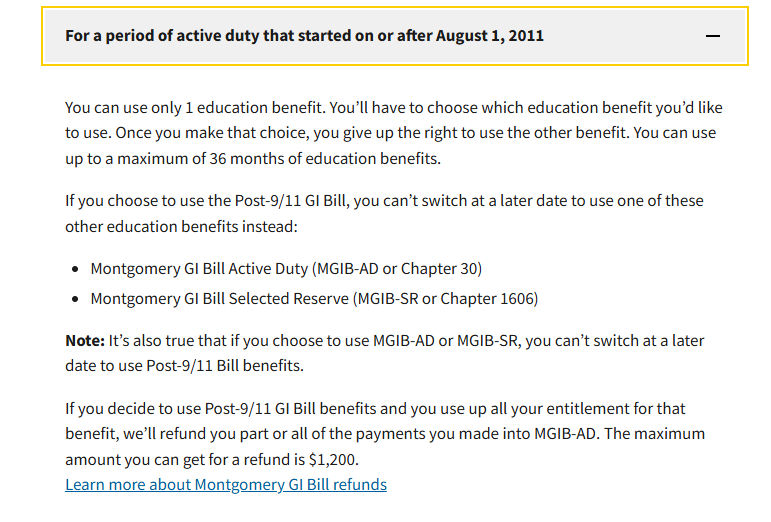 For a period of active duty that started on or after August 1, 2011
You can use only 1 education benefit. You’ll have to choose which education benefit you’d like
to use. Once you make that choice, you give up the right to use the other benefit. You can use
up to a maximum of 36 months of education benefits.
If you choose to use the Post-9/11 GI Bill, you can’t switch at a later date to use one of these
other education benefits instead:
• Montgomery GI Bill Active Duty (MGIB-AD or Chapter 30)
• Montgomery GI Bill Selected Reserve (MGIB-SR or Chapter 1606)
Note: It’s also true that if you choose to use MGIB-AD or MGIB-SR, you can’t switch at a later
date to use Post-9/11 Bill benefits.
If you decide to use Post-9/11 GI Bill benefits and you use up all your entitlement for that
benefit, we’ll refund you part or all of the payments you made into MGIB-AD. The maximum
amount you can get for a refund is $1,200.
Learn more about Montgomery GI Bill refunds